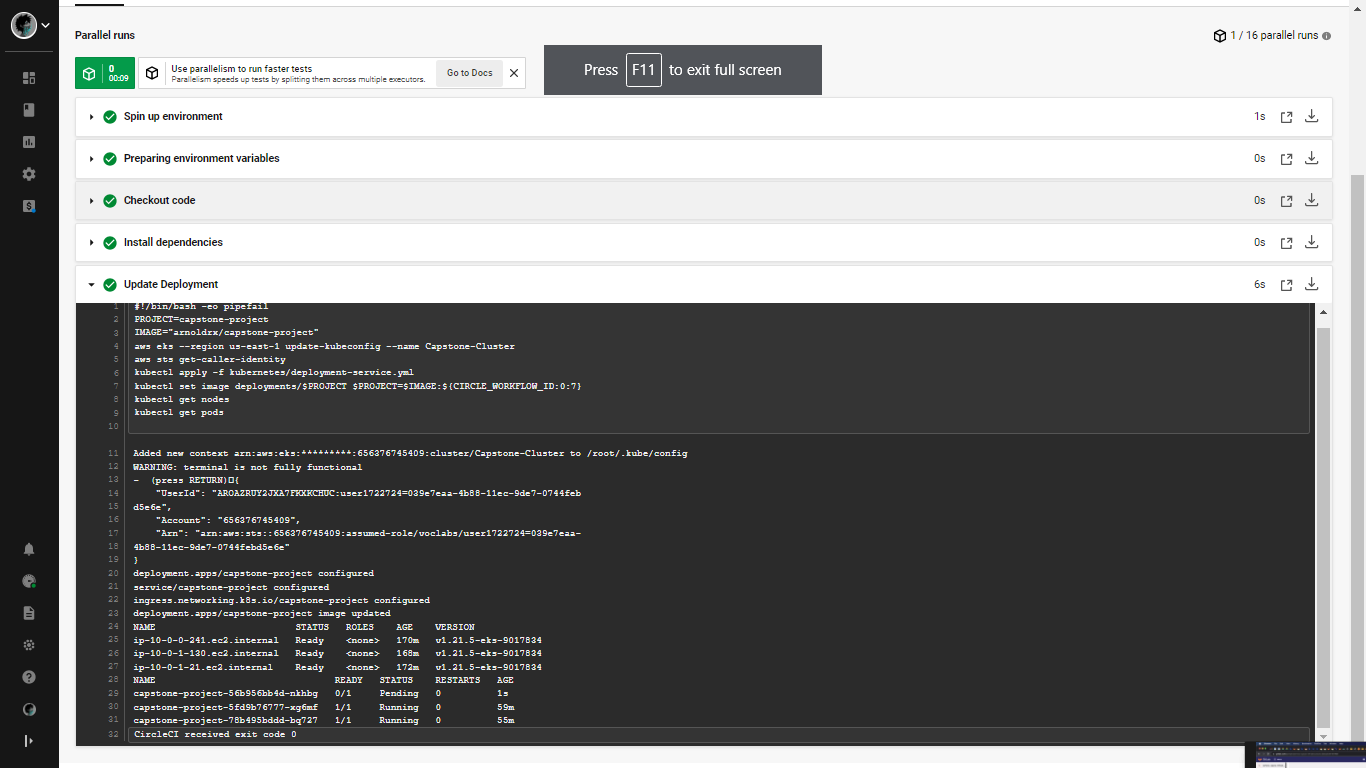 Parallel runs
1 / 16 parallel runs
0
00:09
Use parallelism to run faster tests
Parallelism speeds up tests by splitting them across multiple executors.
Go to Docs
Press F11 to exit full screen
Spin up environment 1s
Preparing environment variables 0s
Checkout code 0s
Install dependencies 0s
Update Deployment 6s
1 #!/bin/bash -eo pipefail
2 PROJECT=capstone-project
3 IMAGE="arnoldrx/capstone-project"
4 aws eks --region us-east-1 update-kubeconfig --name Capstone-Cluster
5 aws sts get-caller-identity
6 kubectl apply -f kubernetes/deployment-service.yml
7 kubectl set image deployments/$PROJECT $PROJECT=$IMAGE:${CIRCLE_WORKFLOW_ID:0:7}
8 kubectl get nodes
9 kubectl get pods
10
11 Added new context arn:aws:eks:*********:656376745409:cluster/Capstone-Cluster to /root/.kube/config
12 WARNING: terminal is not fully functional
13 -  (press RETURN){
14 "UserId": "AROAZRUY2JXA7FKXKCHUC:user1722724=039e7eaa-4b88-11ec-9de7-0744feb
15 d5e6e",
16 "Account": "656376745409",
17 "Arn": "arn:aws:sts::656376745409:assumed-role/voclabs/user1722724=039e7eaa-
18 4b88-11ec-9de7-0744febd5e6e"
19 }
20 deployment.apps/capstone-project configured
21 service/capstone-project configured
22 ingress.networking.k8s.io/capstone-project configured
23 deployment.apps/capstone-project image updated
24 NAME STATUS ROLES AGE VERSION
25 ip-10-0-0-241.ec2.internal Ready <none> 170m v1.21.5-eks-9017834
26 ip-10-0-1-130.ec2.internal Ready <none> 168m v1.21.5-eks-9017834
27 ip-10-0-1-21.ec2.internal Ready <none> 172m v1.21.5-eks-9017834
28 NAME READY STATUS RESTARTS AGE
29 capstone-project-56b956bb4d-nkhbg 0/1 Pending 0 1s
30 capstone-project-5fd9b76777-xg6mf 1/1 Running 0 59m
31 capstone-project-78b495bddd-bq727 1/1 Running 0 55m
32 CircleCI received exit code 0